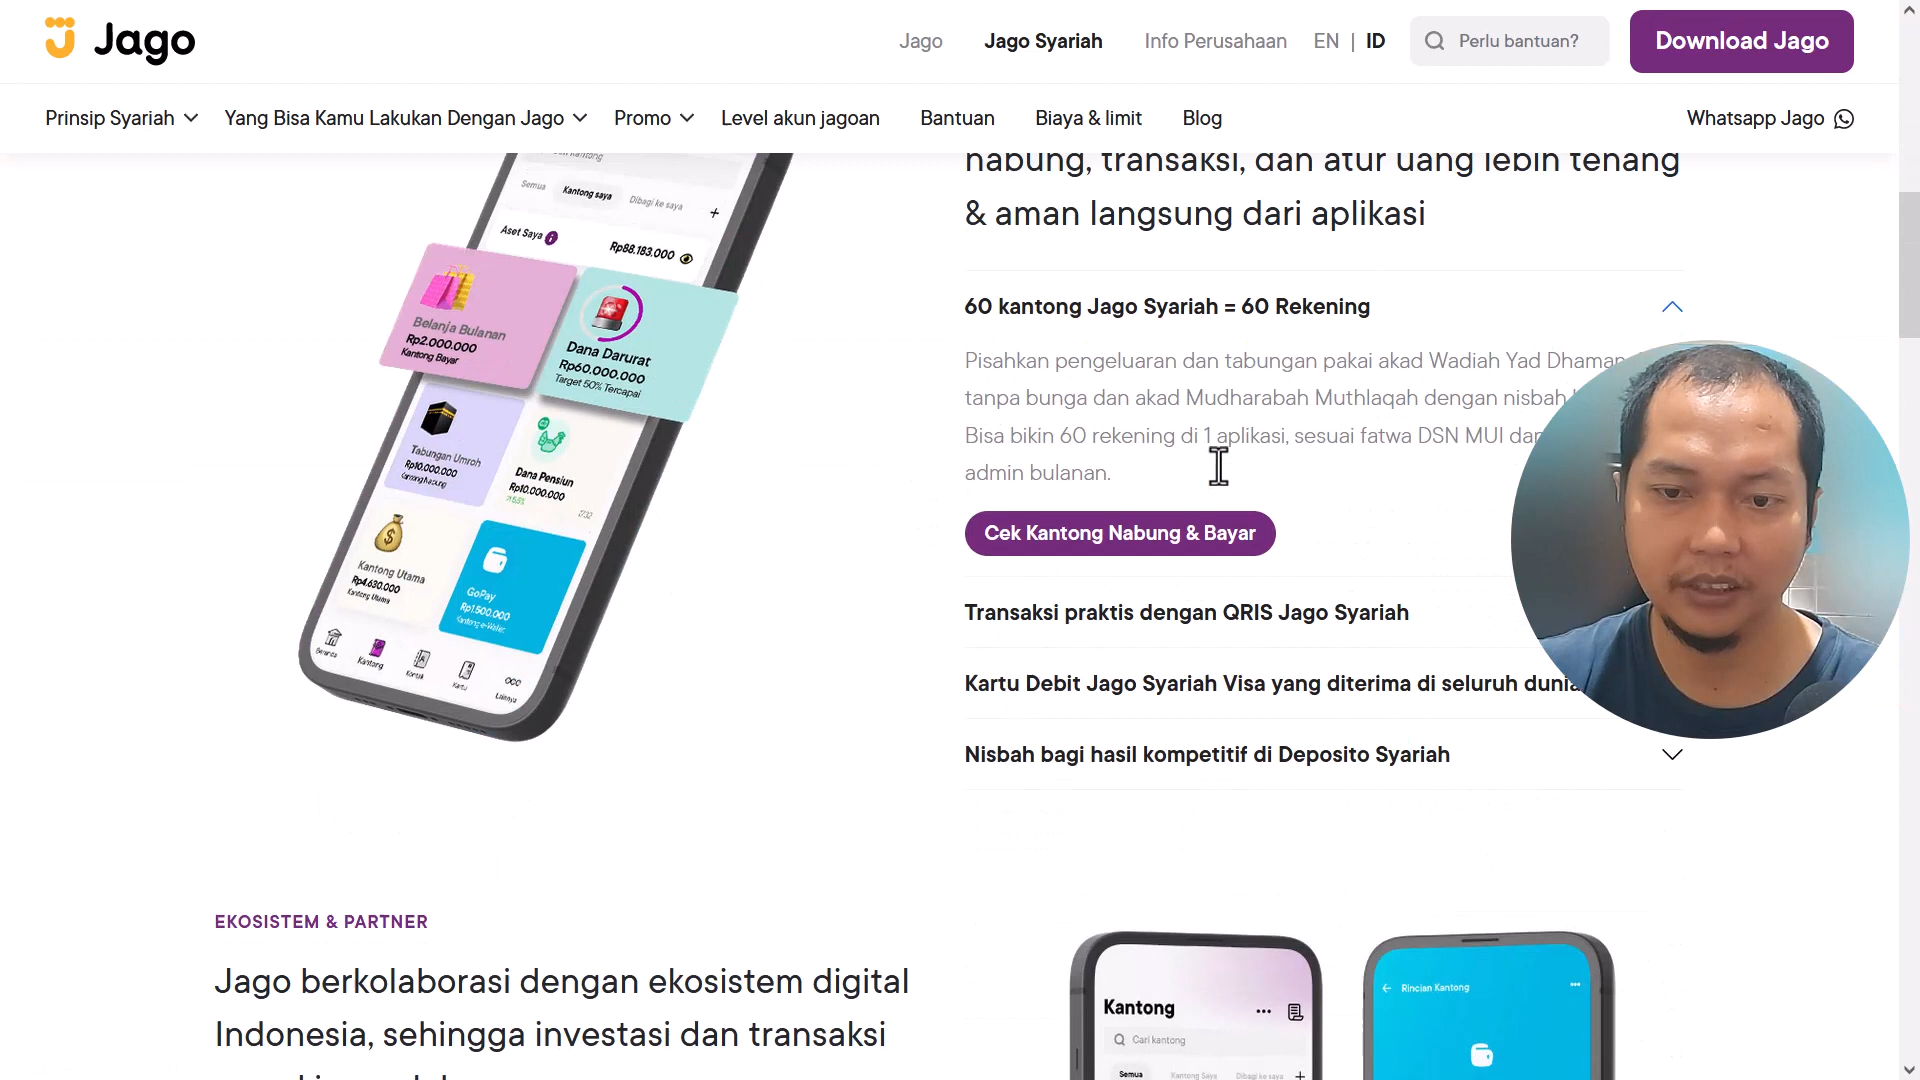 Jago
Jago
Jago Syariah
Info Perusahaan
EN | ID
Perlu bantuan?
Download Jago
Prinsip Syariah
Yang Bisa Kamu Lakukan Dengan Jago
Promo
Level akun jagoan
Bantuan
Biaya & limit
Blog
Whatsapp Jago
Semua
Kantong saya
Dibagi ke saya
+
Aset Saya
Rp88.183.000
Belanja Bulanan
Rp2.000.000
Kantong Bayar
Dana Darurat
Rp60.000.000
Target 50% Tercapai
Tabungan Umroh
Rp10.000.000
Dana Pensiun
Rp10.000.000
Kantong Utama
Rp4.630.000
Kantong Utama
GoPay
Rp1.500.000
Kantong e-Wallet
Beranda
Kantong
Kontak
Kartu
Lainnya
nabung, transaksi, dan atur uang lebih tenang
& aman langsung dari aplikasi
60 kantong Jago Syariah = 60 Rekening
Pisahkan pengeluaran dan tabungan pakai akad Wadiah Yad Dhaman
tanpa bunga dan akad Mudharabah Muthlaqah dengan nisbah
Bisa bikin 60 rekening di 1 aplikasi, sesuai fatwa DSN MUI dan
admin bulanan.
Cek Kantong Nabung & Bayar
Transaksi praktis dengan QRIS Jago Syariah
Kartu Debit Jago Syariah Visa yang diterima di seluruh dunia
Nisbah bagi hasil kompetitif di Deposito Syariah
EKOSISTEM & PARTNER
Jago berkolaborasi dengan ekosistem digital
Indonesia, sehingga investasi dan transaksi
Kantong
Cari kantong
Semua
Kantong Saya
Dibagi ke saya
+
Rincian Kantong